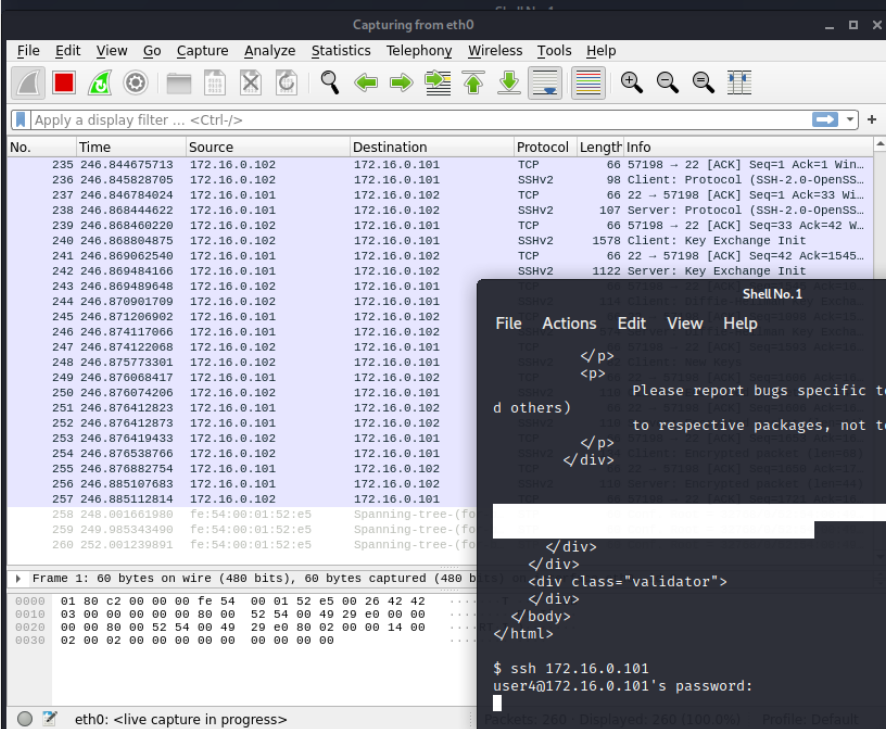 Shell No. 1
Capturing from eth0
File Edit View Go Capture Analyze Statistics Telephony Wireless Tools Help
Apply a display filter ... <Ctrl-/>
No. Time Source Destination Protocol Length Info
235 246.844675713 172.16.0.102 172.16.0.101 TCP 66 57198 → 22 [ACK] Seq=1 Ack=1 Win…
236 246.845828705 172.16.0.102 172.16.0.101 SSHv2 98 Client: Protocol (SSH-2.0-OpenSS…
237 246.846784024 172.16.0.101 172.16.0.102 TCP 66 22 → 57198 [ACK] Seq=1 Ack=33 Wi…
238 246.868444622 172.16.0.101 172.16.0.102 SSHv2 107 Server: Protocol (SSH-2.0-OpenSS…
239 246.868460220 172.16.0.102 172.16.0.101 TCP 66 57198 → 22 [ACK] Seq=33 Ack=42 W…
240 246.868804875 172.16.0.102 172.16.0.101 SSHv2 1578 Client: Key Exchange Init
241 246.869062540 172.16.0.101 172.16.0.102 TCP 66 22 → 57198 [ACK] Seq=42 Ack=1545…
242 246.869484166 172.16.0.101 172.16.0.102 SSHv2 1122 Server: Key Exchange Init
243 246.869489648 172.16.0.102 172.16.0.101
244 246.870901709 172.16.0.102 172.16.0.101
245 246.871206902 172.16.0.101 172.16.0.102
246 246.874117066 172.16.0.101 172.16.0.102
247 246.874122068 172.16.0.102 172.16.0.101
248 246.875773301 172.16.0.102 172.16.0.101
249 246.876068417 172.16.0.101 172.16.0.102
250 246.876074206 172.16.0.102 172.16.0.101
251 246.876412823 172.16.0.101 172.16.0.102
252 246.876412873 172.16.0.101 172.16.0.102
253 246.876419433 172.16.0.102 172.16.0.101
254 246.876538766 172.16.0.102 172.16.0.101
255 246.876882754 172.16.0.101 172.16.0.102
256 246.885107683 172.16.0.101 172.16.0.102
257 246.885112814 172.16.0.102 172.16.0.101
258 248.001661980 fe:54:00:01:52:e5 Spanning-tree-(fo
259 249.985343490 fe:54:00:01:52:e5 Spanning-tree-(fo
260 252.001239891 fe:54:00:01:52:e5 Spanning-tree-(fo
Frame 1: 60 bytes on wire (480 bits), 60 bytes captured (480 b
0000 01 80 c2 00 00 00 fe 54 00 01 52 e5 00 26 42 42
0010 03 00 00 00 00 00 80 00 52 54 00 49 29 e0 00 00
0020 00 00 80 00 52 54 00 49 29 e0 80 02 00 00 14 00
0030 02 00 02 00 00 00 00 00 00 00 00 00
eth0: <live capture in progress>
Packets: 260 · Displayed: 260 (100.0%) Profile: Default
Shell No.1
File Actions Edit View Help
</p>
<p>
Please report bugs specific t
d others)
to respective packages, not t
</p>
</div>
</div>
</div>
<div class="validator">
</div>
</body>
</html>
$ ssh 172.16.0.101
user4@172.16.0.101's password: